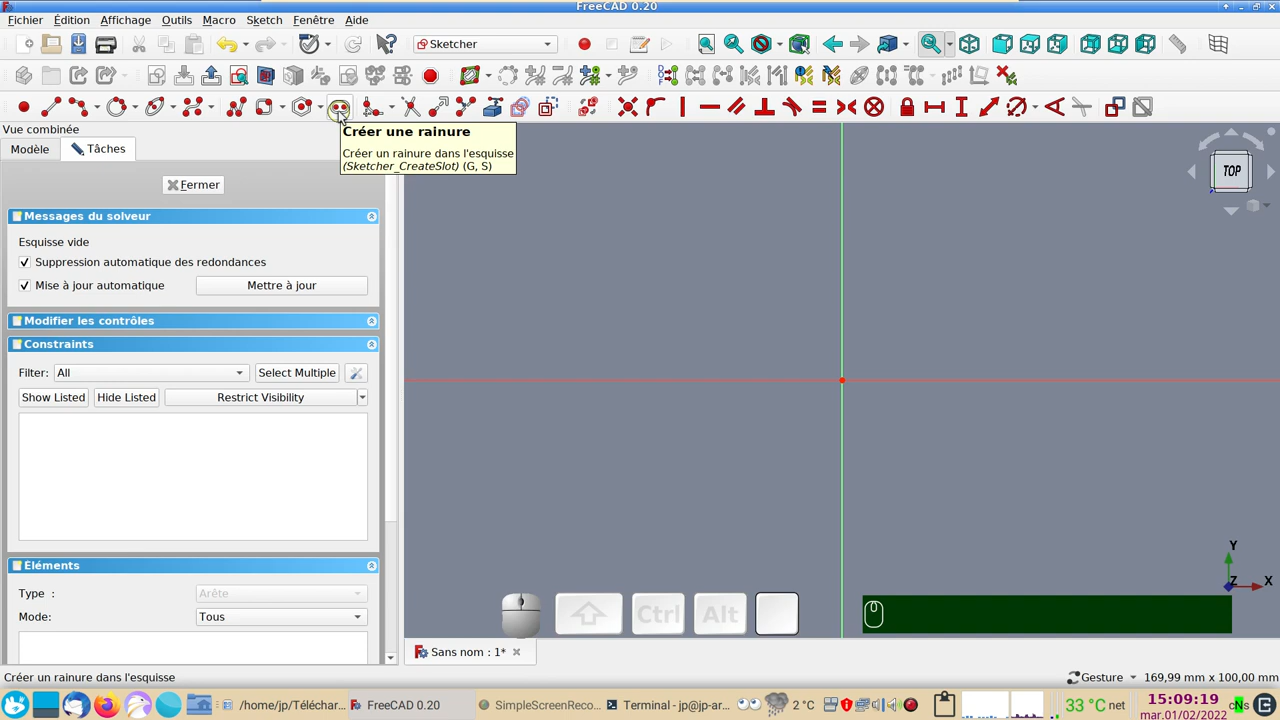 FreeCAD 0.20
Fichier Édition Affichage Outils Macro Sketch Fenêtre Aide
Sketcher
Vue combinée
Modèle Tâches
Créer une rainure
Créer un rainure dans l'esquisse
(Sketcher_CreateSlot) (G, S)
TOP
Fermer
Messages du solveur
Esquisse vide
Suppression automatique des redondances
Mise à jour automatique Mettre à jour
Modifier les contrôles
Constraints
Filter: All Select Multiple
Show Listed Hide Listed Restrict Visibility
Eléments
Type : Arête
Mode: Tous
Y
Z X
Ctrl Alt
Sans nom : 1*
Créer un rainure dans l'esquisse
Gesture 169,99 mm x 100,00 mm
/home/jp/Téléchar... FreeCAD 0.20 SimpleScreenReco... Terminal - jp@jp-ar... 2 °C 33 °C net 15:09:19
mar.01/02/2022